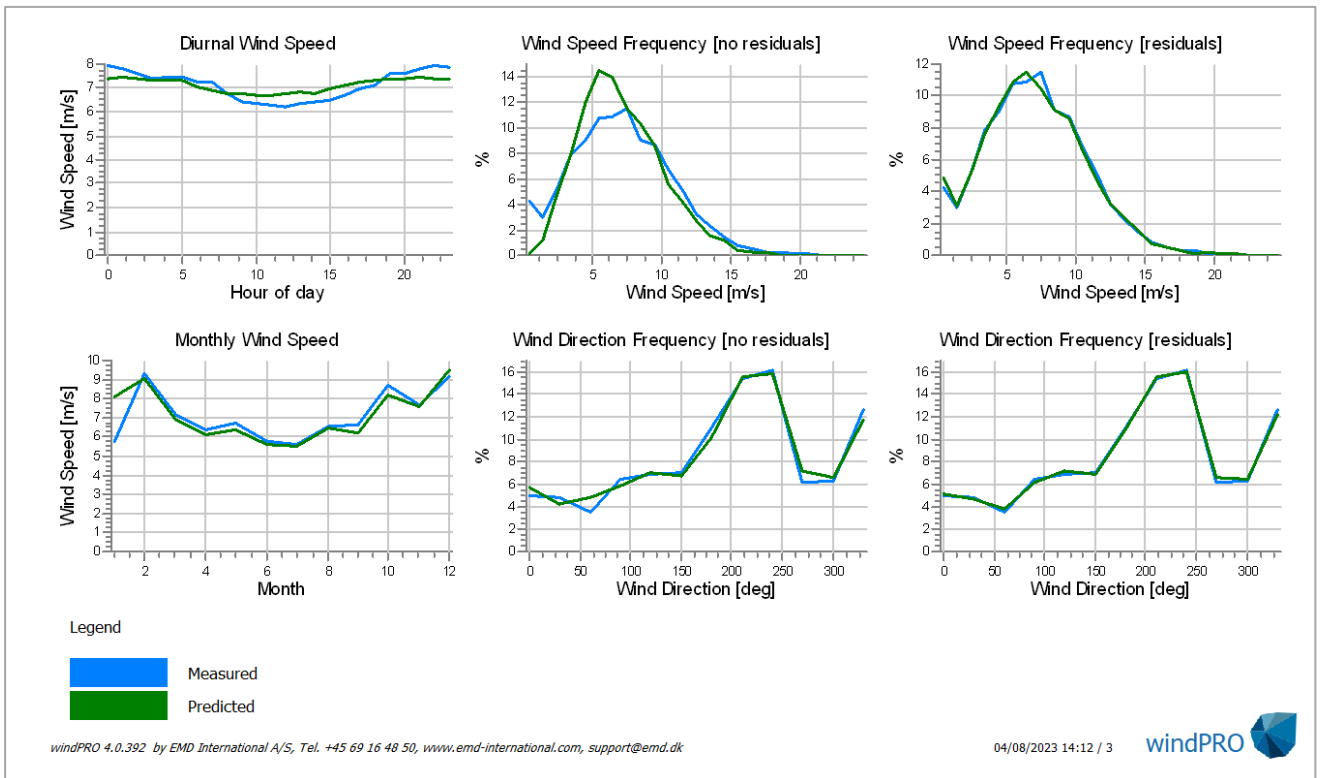 Diurnal Wind Speed
Wind Speed [m/s]
8
7
6
5
4
3
2
1
0
0 5 10 15 20
Hour of day
Wind Speed Frequency [no residuals]
%
14
12
10
8
6
4
2
0
5 10 15 20
Wind Speed [m/s]
Wind Speed Frequency [residuals]
%
12
10
8
6
4
2
0
5 10 15 20
Wind Speed [m/s]
Monthly Wind Speed
Wind Speed [m/s]
10
9
8
7
6
5
4
3
2
1
0
2 4 6 8 10 12
Month
Wind Direction Frequency [no residuals]
%
16
14
12
10
8
6
4
2
0
0 50 100 150 200 250 300
Wind Direction [deg]
Wind Direction Frequency [residuals]
%
16
14
12
10
8
6
4
2
0
0 50 100 150 200 250 300
Wind Direction [deg]
Legend
Measured
Predicted
windPRO 4.0.392 by EMD International A/S, Tel. +45 69 16 48 50, www.emd-international.com, support@emd.dk
04/08/2023 14:12 / 3
windPRO